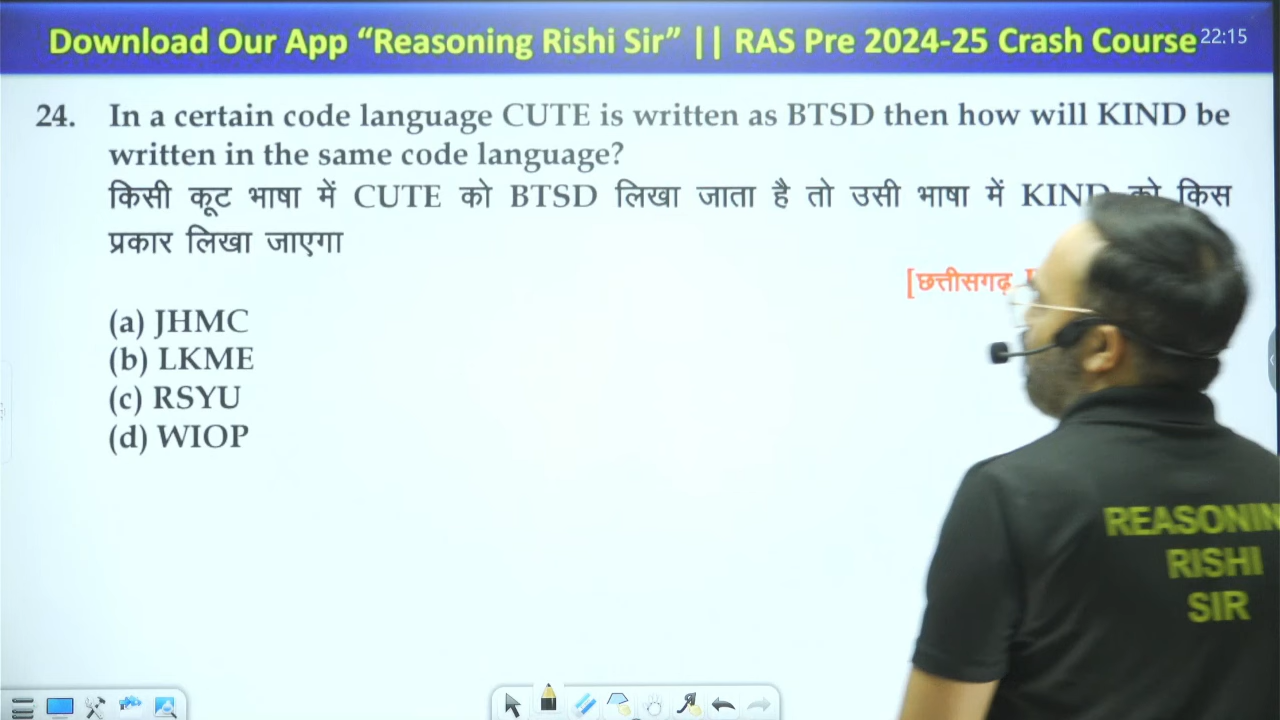 Download Our App “Reasoning Rishi Sir” || RAS Pre 2024-25 Crash Course 22:15
24. In a certain code language CUTE is written as BTSD then how will KIND be
written in the same code language?
किसी कूट भाषा में CUTE को BTSD लिखा जाता है तो उसी भाषा में KIND को किस
प्रकार लिखा जाएगा
[छत्तीसगढ़
(a) JHMC
(b) LKME
(c) RSYU
(d) WIOP
REASONIN
RISHI
SIR